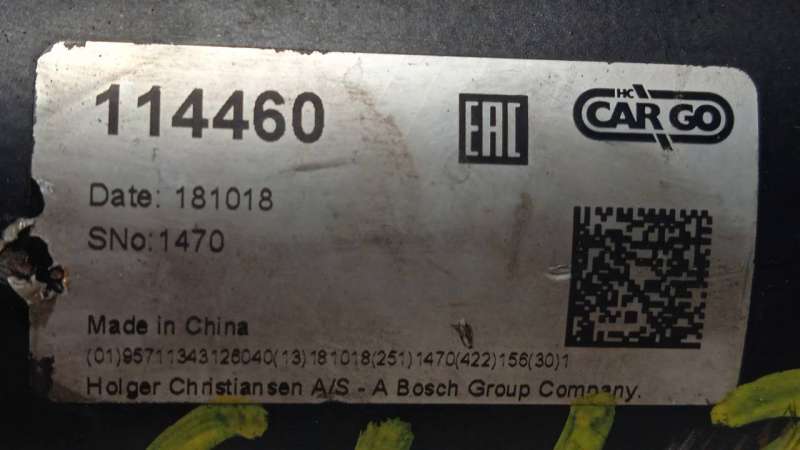 114460
EAC
HC
CARGO
Date: 181018
SNo:1470
Made in China
(01)95711343126040(13)181018(251)1470(422)156(30)1
Holger Christiansen A/S - A Bosch Group Company.